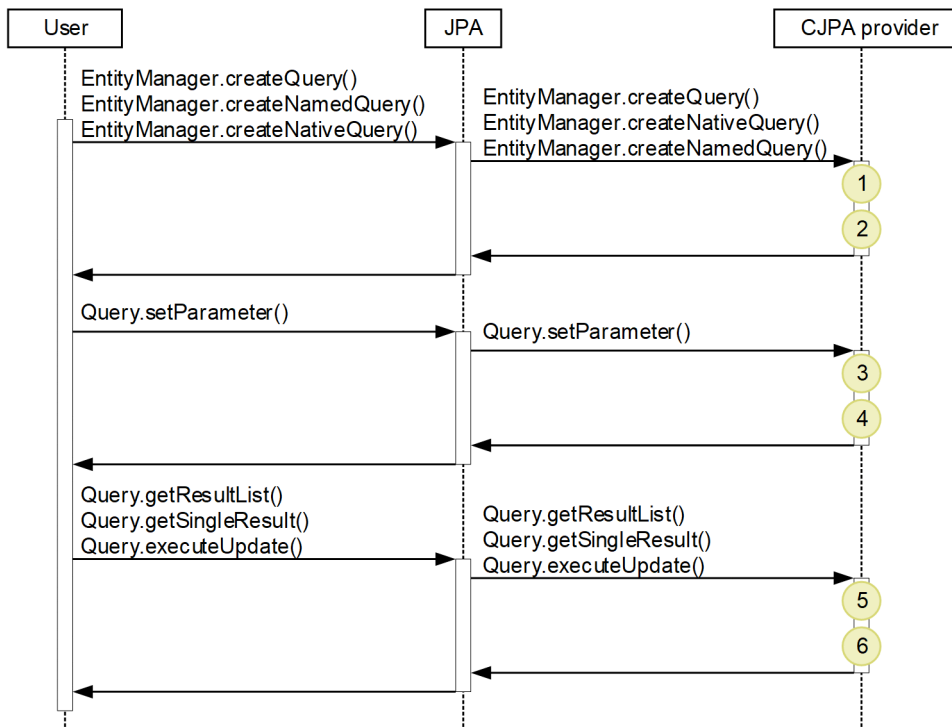 User
JPA
CJPA provider
EntityManager.createQuery()
EntityManager.createNamedQuery()
EntityManager.createNativeQuery()
EntityManager.createQuery()
EntityManager.createNativeQuery()
EntityManager.createNamedQuery()
1
2
Query.setParameter()
Query.setParameter()
3
4
Query.getResultList()
Query.getSingleResult()
Query.executeUpdate()
Query.getResultList()
Query.getSingleResult()
Query.executeUpdate()
5
6